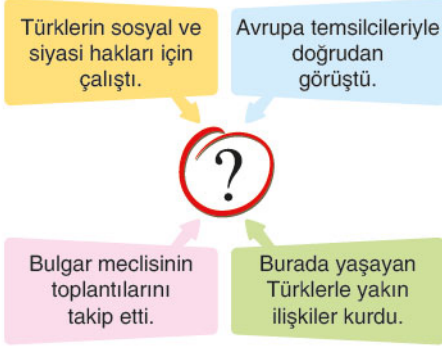 Türklerin sosyal ve
siyasi hakları için
çalıştı.
Avrupa temsilcileriyle
doğrudan
görüştü.
?
Bulgar meclisinin
toplantılarını
takip etti.
Burada yaşayan
Türklerle yakın
ilişkiler kurdu.